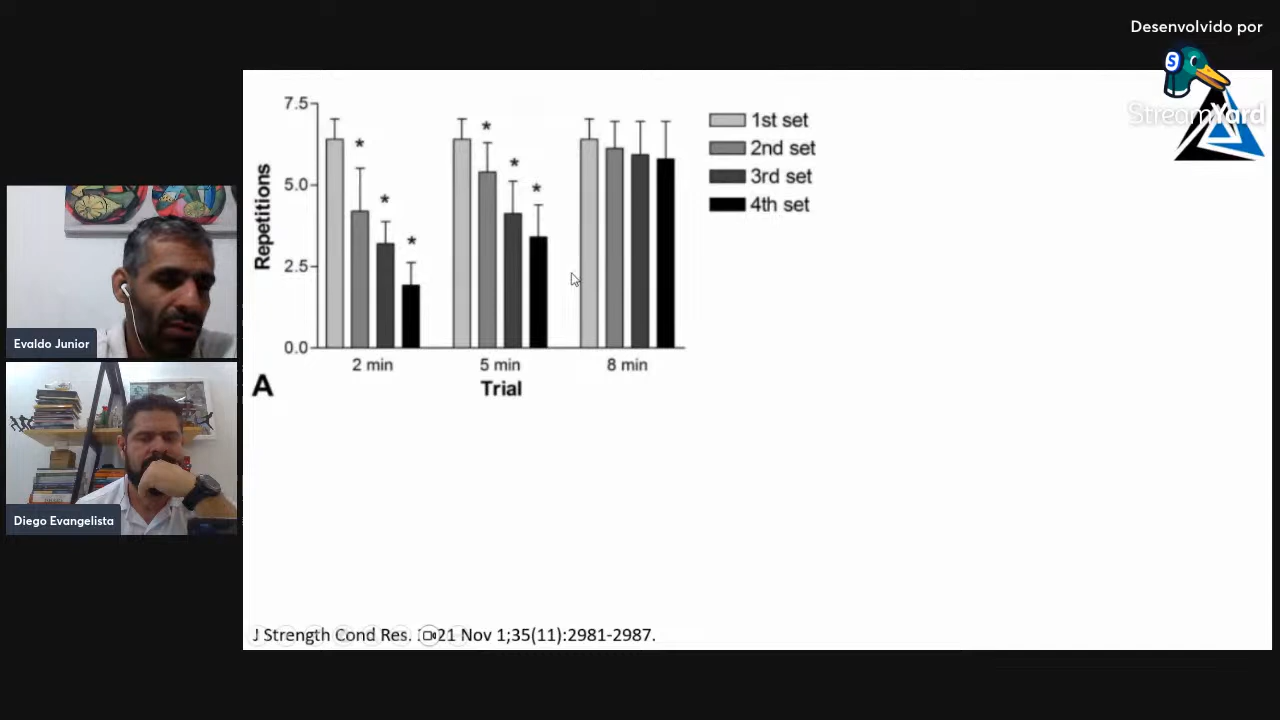 Desenvolvido por
StreamYard
S
7.5
5.0
2.5
0.0
Repetitions
*
*
*
*
*
*
2 min
5 min
8 min
Trial
A
1st set
2nd set
3rd set
4th set
Evaldo Junior
Diego Evangelista
J Strength Cond Res. 21 Nov 1;35(11):2981-2987.